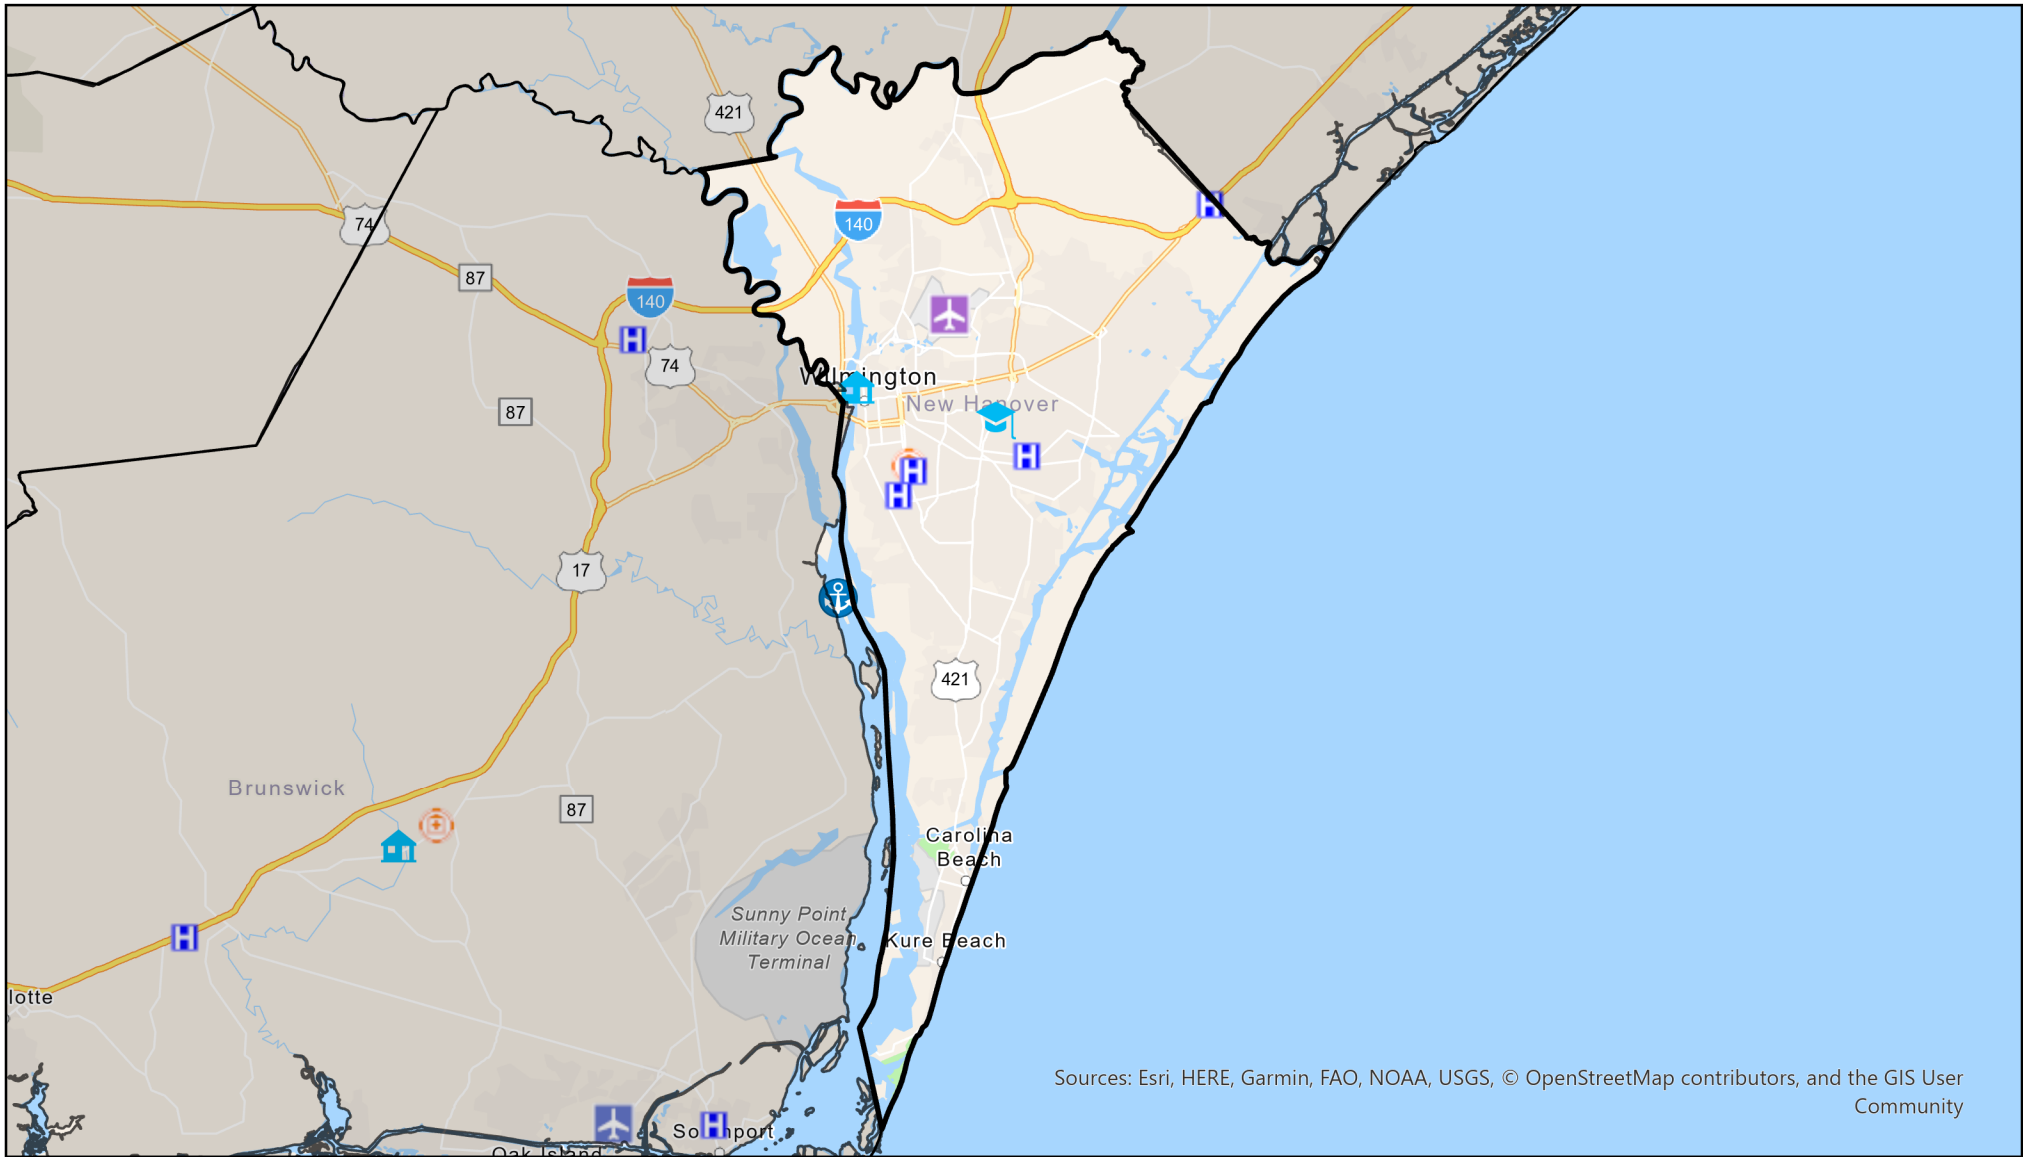 421
140
74
87
140
74
Wilmington
New Hanover
87
17
421
Brunswick
87
Carolina
Beach
Sunny Point
Military Ocean
Terminal
Kure Beach
lotte
Sources: Esri, HERE, Garmin, FAO, NOAA, USGS, © OpenStreetMap contributors, and the GIS User
Community
Southport
Oak Island
H
H
H
H
H
H
H